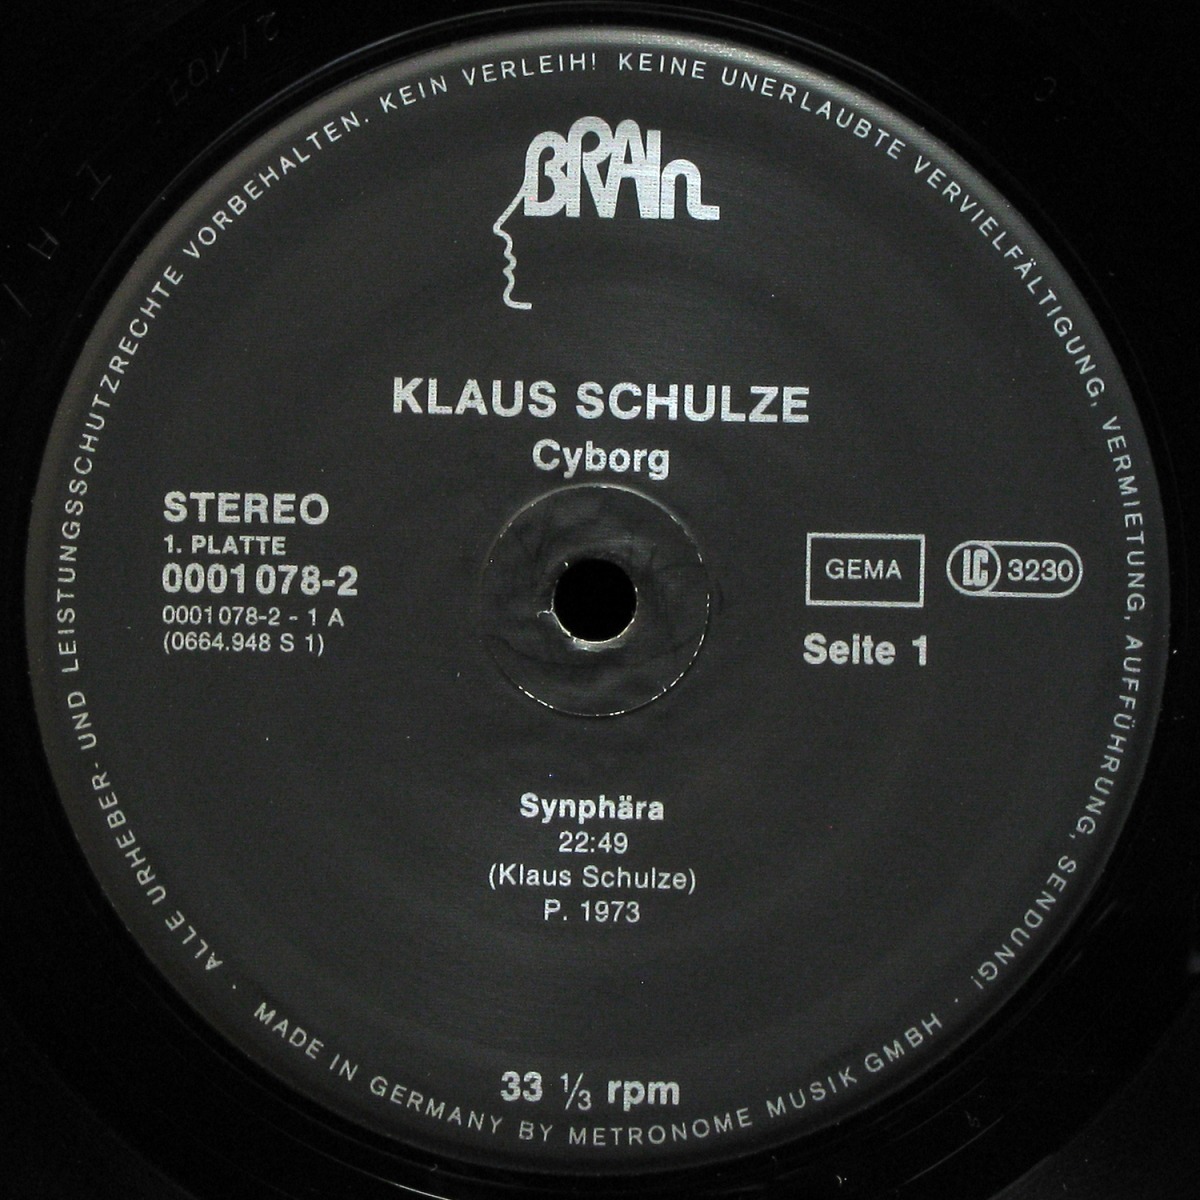 ALLE URHEBER- UND LEISTUNGSSCHUTZRECHTE VORBEHALTEN. KEIN VERLEIH! KEINE UNERLAUBTE VERVIELFÄLTIGUNG, VERMIETUNG, AUFFÜHRUNG, SENDUNG!
BRAIn
KLAUS SCHULZE
Cyborg
STEREO
1. PLATTE
0001 078-2
0001 078-2 - 1 A
(0664.948 S 1)
GEMA
LC 3230
Seite 1
Synphära
22:49
(Klaus Schulze)
P. 1973
33 1/3 rpm
· MADE IN GERMANY BY METRONOME MUSIK GMBH ·